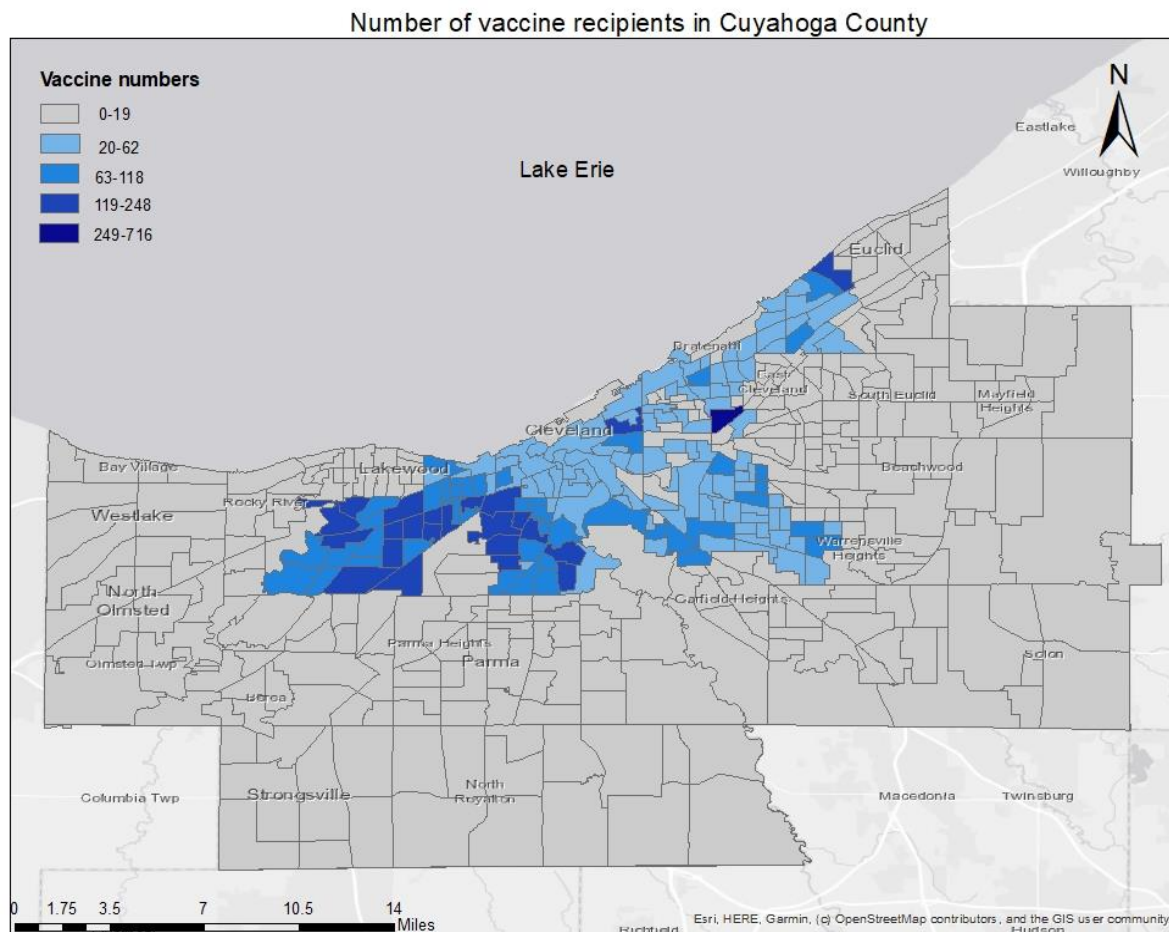 Number of vaccine recipients in Cuyahoga County
Vaccine numbers
0-19
20-62
63-118
119-248
249-716
N
Eastlake
Willoughby
Lake Erie
Euclid
Bratenahl
East
Cleveland
South Euclid
Mayfield
Heights
Cleveland
Bay Village
Lakewood
Beachwood
Rocky River
Westlake
Warrensville
Heights
North
Olmsted
Garfield Heights
Parma Heights
Olmsted Twp
Parma
Solon
Berea
Columbia Twp
Strongsville
North
Royalton
Macedonia
Twinsburg
0 1.75 3.5 7 10.5 14
Miles
Esri, HERE, Garmin, (c) OpenStreetMap contributors, and the GIS user community
Richfield
Hudson